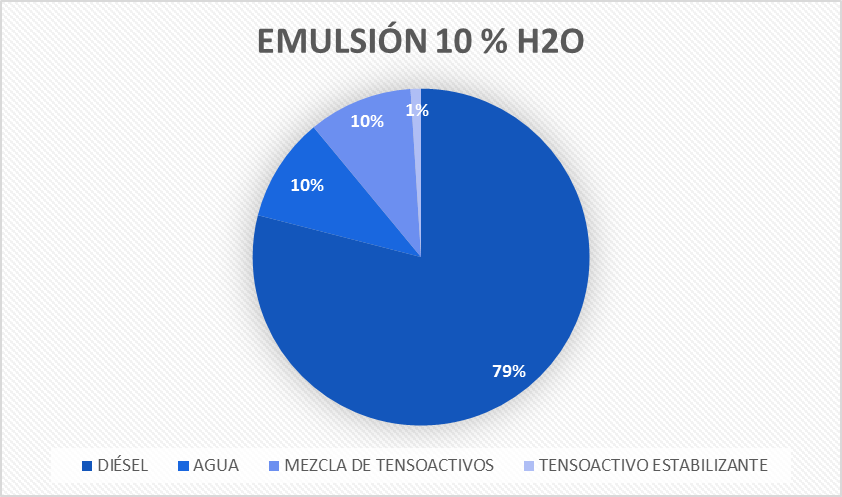 EMULSIÓN 10 % H2O
1%
10%
10%
79%
DIÉSEL AGUA MEZCLA DE TENSOACTIVOS TENSOACTIVO ESTABILIZANTE